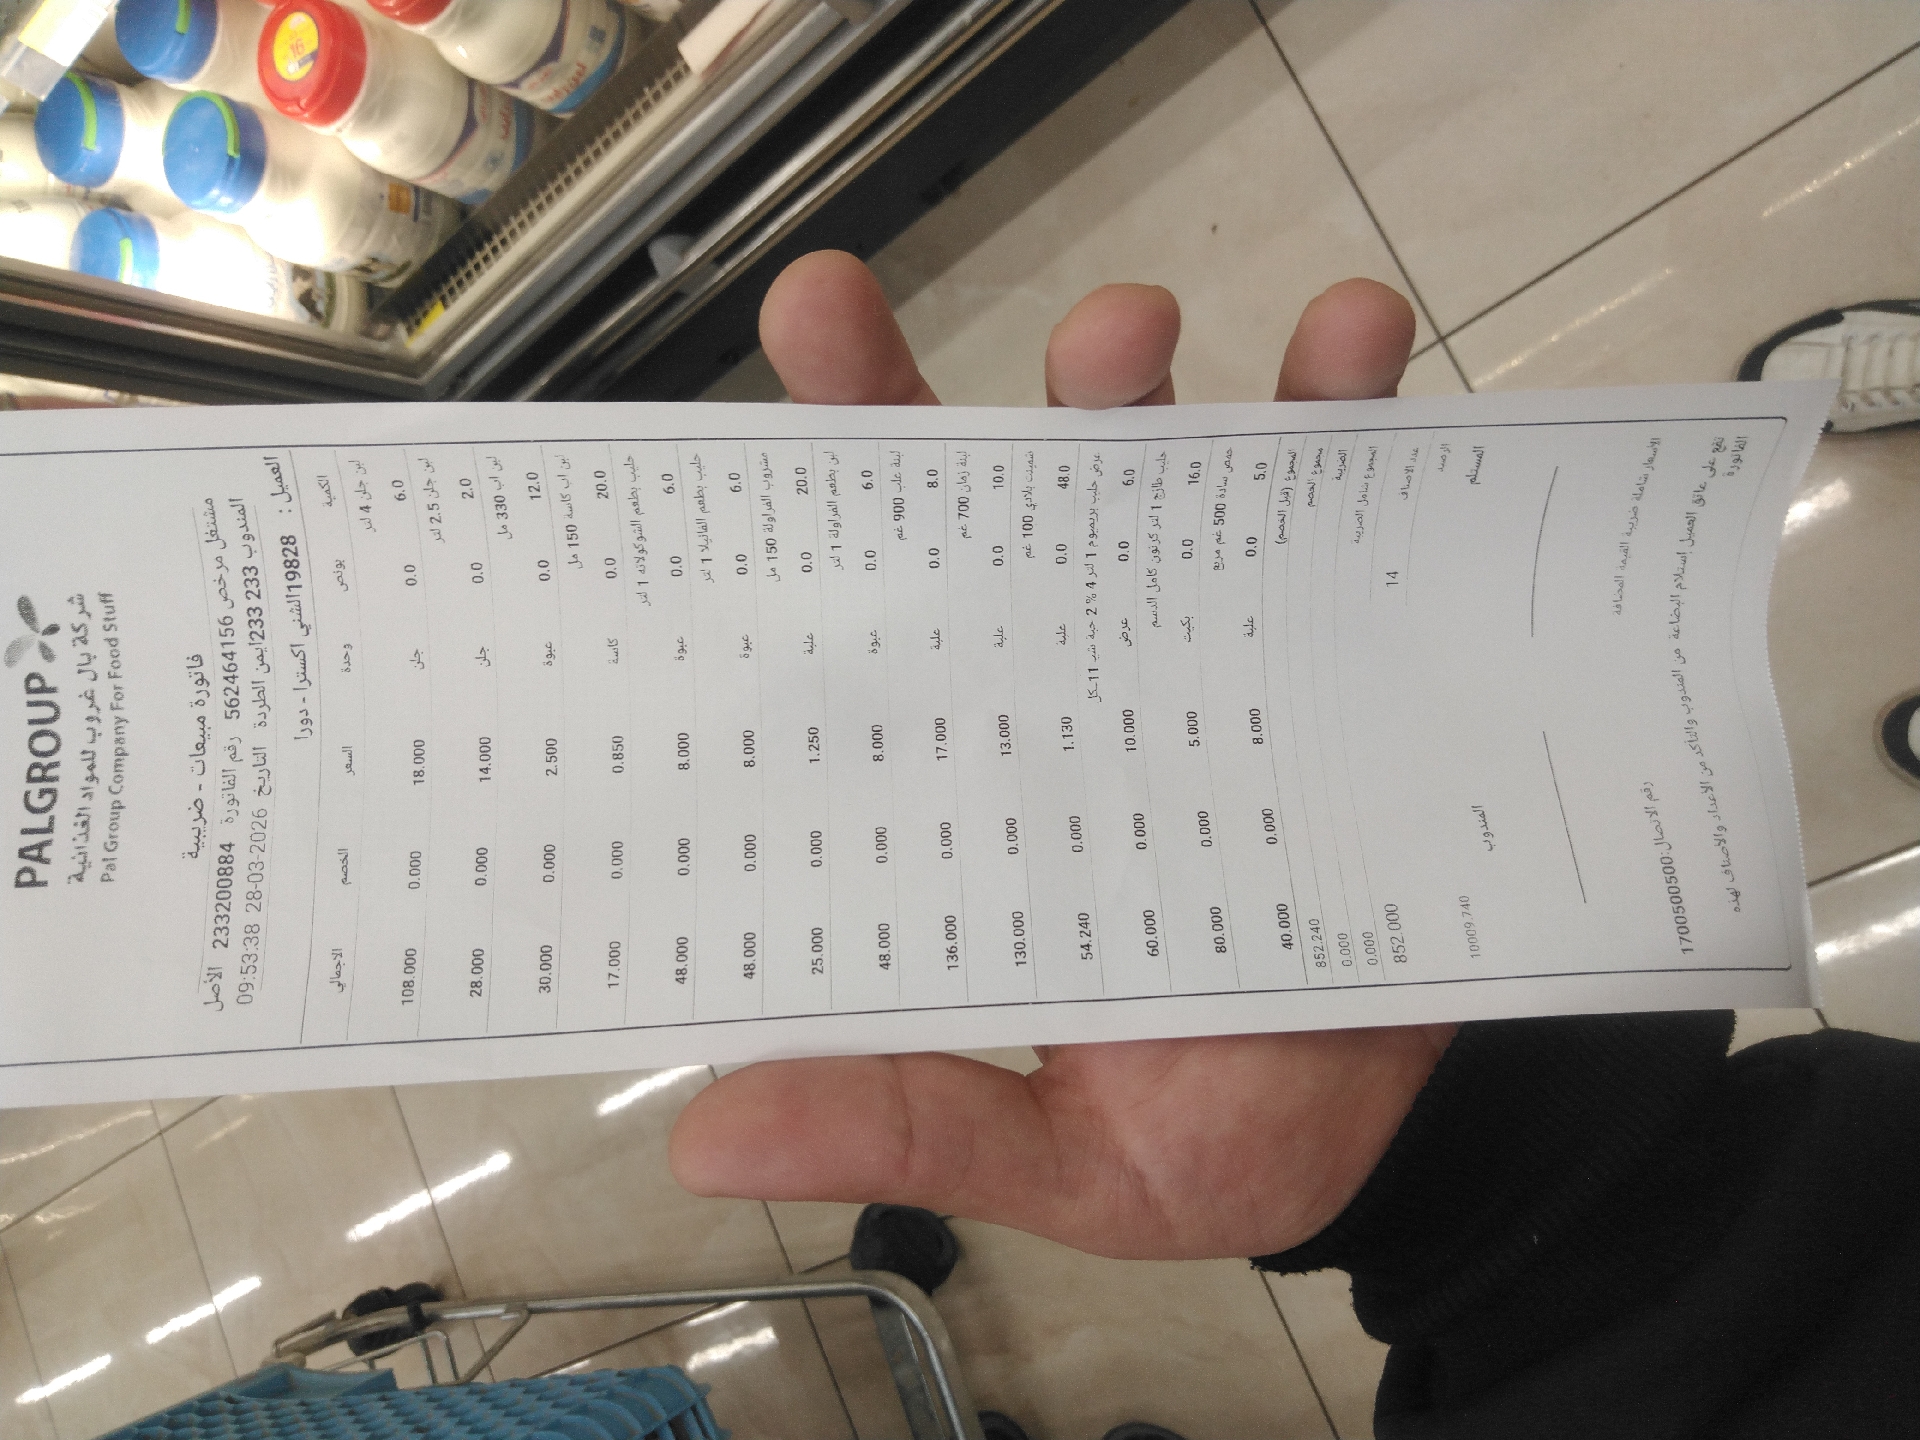 PALGROUP
شركة بال غروب للمواد الغذائية
Pal Group Company For Food Stuff
فاتورة مبيعات - ضريبية
مشتغل مرخص 562464156 رقم الفاتورة 233200884 الأصل
المندوب 233 233ايمن الطردة التاريخ 2026-03-28 09:53:38
العميل : 19828الشني اكسترا - دورا
الكمية بونص وحدة السعر الخصم الاجمالي
لبن جلن 4 لتر
6.0 0.0 جلن 18.000 0.000 108.000
لبن جلن 2.5 لتر
2.0 0.0 جلن 14.000 0.000 28.000
لبن اب 330 مل
12.0 0.0 عبوة 2.500 0.000 30.000
لبن اب كاسة 150 مل
20.0 0.0 كاسة 0.850 0.000 17.000
حليب بطعم الشوكولاته 1 لتر
6.0 0.0 عبوة 8.000 0.000 48.000
حليب بطعم الفانيلا 1 لتر
6.0 0.0 عبوة 8.000 0.000 48.000
مشروب الفراولة 150 مل
20.0 0.0 علبة 1.250 0.000 25.000
لبن بطعم الفراولة 1 لتر
6.0 0.0 عبوة 8.000 0.000 48.000
لبنة علب 900 غم
8.0 0.0 علبة 17.000 0.000 136.000
لبنة زمان 700 غم
10.0 0.0 علبة 13.000 0.000 130.000
شمينت بلادي 100 غم
48.0 0.0 علبة 1.130 0.000 54.240
عرض حليب بريميوم 1 لتر 4 % 2 حبة ب 11
6.0 0.0 عرض 10.000 0.000 60.000
حليب طازج 1 لتر كرتون كامل الدسم
16.0 0.0 بكيت 5.000 0.000 80.000
حمص سادة 500 غم مربع
5.0 0.0 علبة 8.000 0.000 40.000
المجموع (قبل الخصم) 852.240
مجموع الخصم 0.000
الضريبة 0.000
المجموع شامل الضريبة 852.000
عدد الاصناف 14
الرصيد 10009.740
المستلم المندوب
الأسعار شاملة ضريبة القيمة المضافة
رقم الاتصال:1700500500
تقع على عاتق العميل إستلام البضاعة من المندوب والتأكد من الأعداد والأصناف لهذه
الفاتورة